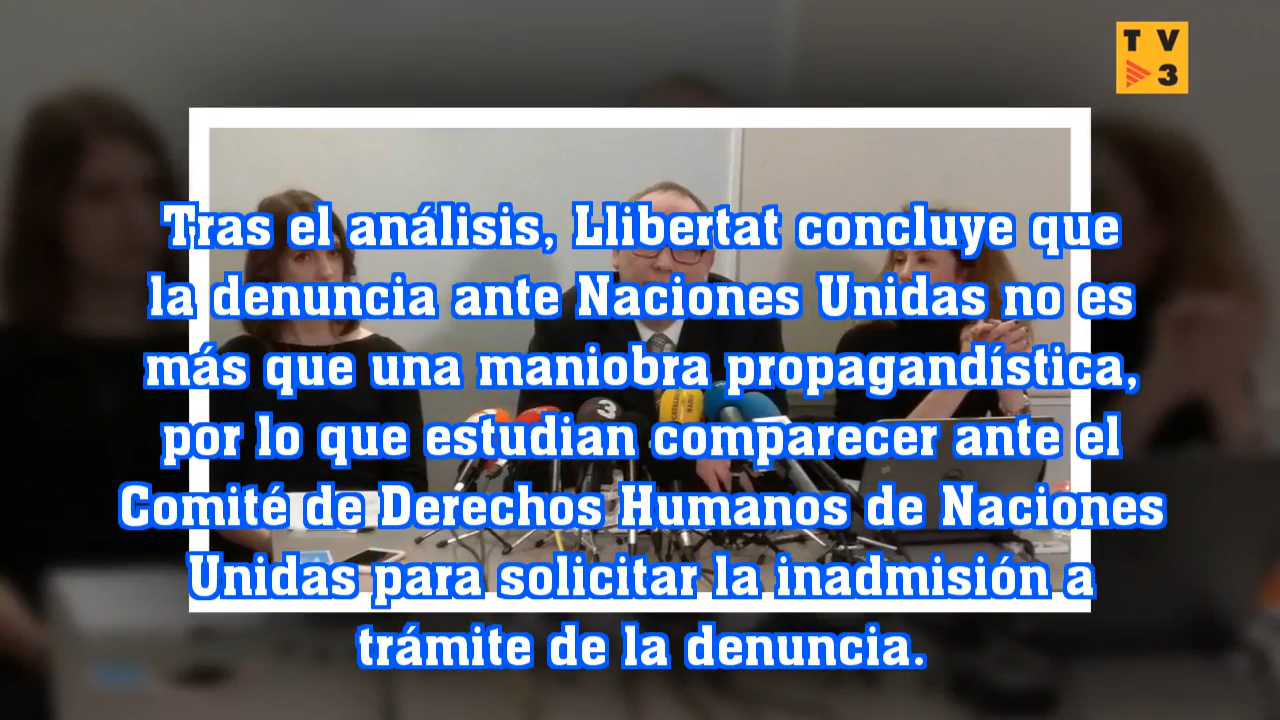 TV
3
Tras el análisis, Llibertat concluye que
la denuncia ante Naciones Unidas no es
más que una maniobra propagandística,
por lo que estudian comparecer ante el
Comité de Derechos Humanos de Naciones
Unidas para solicitar la inadmisión a
trámite de la denuncia.
3